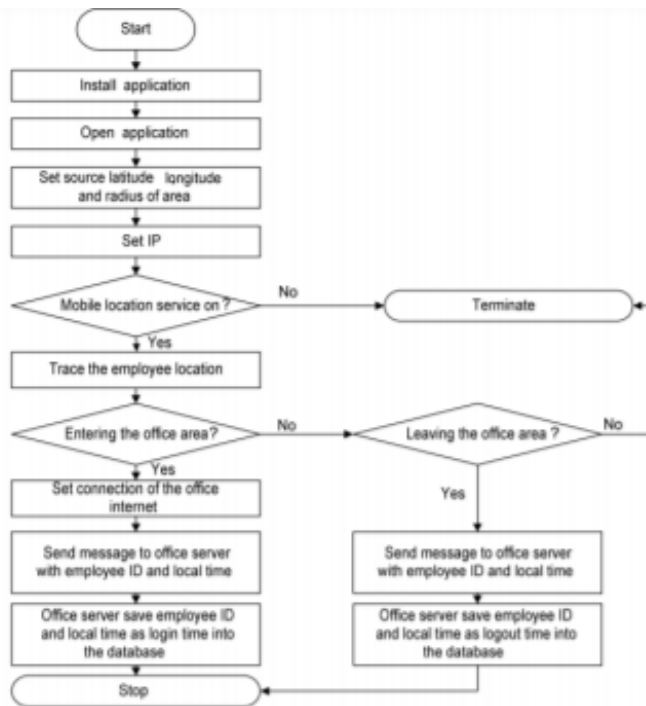 Start
Install application
Open application
Set source latitude longitude
and radius of area
Set IP
Mobile location service on ?
No
Terminate
Yes
Trace the employee location
Entering the office area?
No
Leaving the office area ?
No
Yes
Set connection of the office
internet
Yes
Send message to office server
with employee ID and local time
Send message to office server
with employee ID and local time
Office server save employee ID
and local time as login time into
the database
Office server save employee ID
and local time as logout time into
the database
Stop